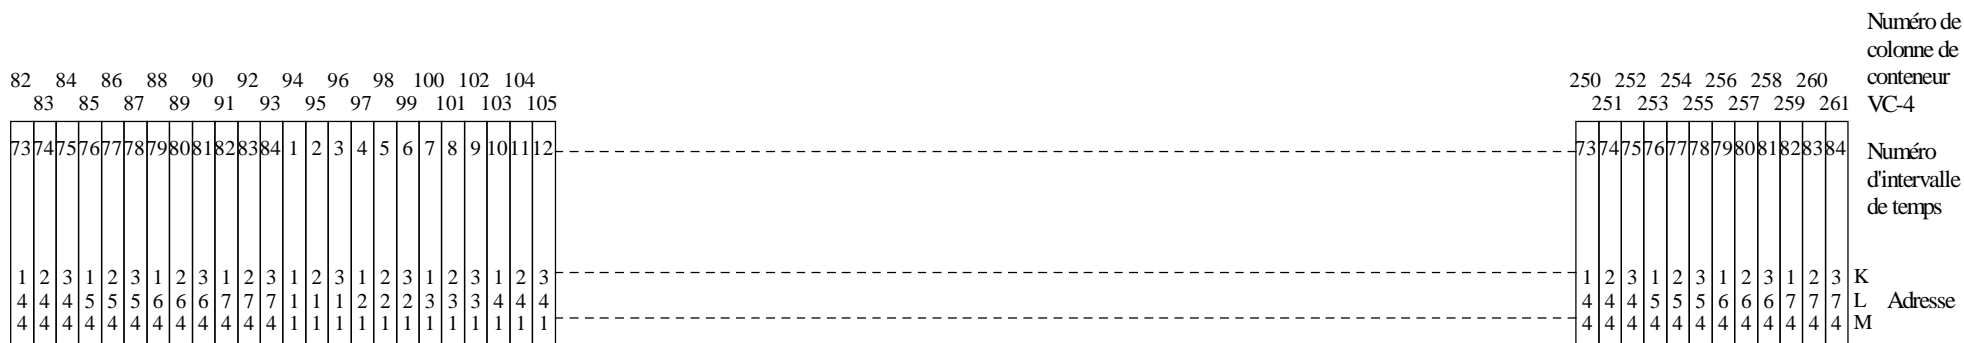 Numéro de
colonne de
conteneur
VC-4
82 84 86 88 90 92 94 96 98 100 102 104 250 252 254 256 258 260
83 85 87 89 91 93 95 97 99 101 103 105 251 253 255 257 259 261
73 74 75 76 77 78 79 80 81 82 83 84 1 2 3 4 5 6 7 8 9 10 11 12 73 74 75 76 77 78 79 80 81 82 83 84
Numéro
d'intervalle
de temps
1 2 3 1 2 3 1 2 3 1 2 3 1 2 3 1 2 3 1 2 3 1 2 3 1 2 3 1 2 3 1 2 3 1 2 3 K
4 4 4 5 5 5 6 6 6 7 7 7 1 1 1 2 2 2 3 3 3 4 4 4 4 4 4 5 5 5 6 6 6 7 7 7 L Adresse
4 4 4 4 4 4 4 4 4 4 4 4 1 1 1 1 1 1 1 1 1 1 1 1 4 4 4 4 4 4 4 4 4 4 4 4 M